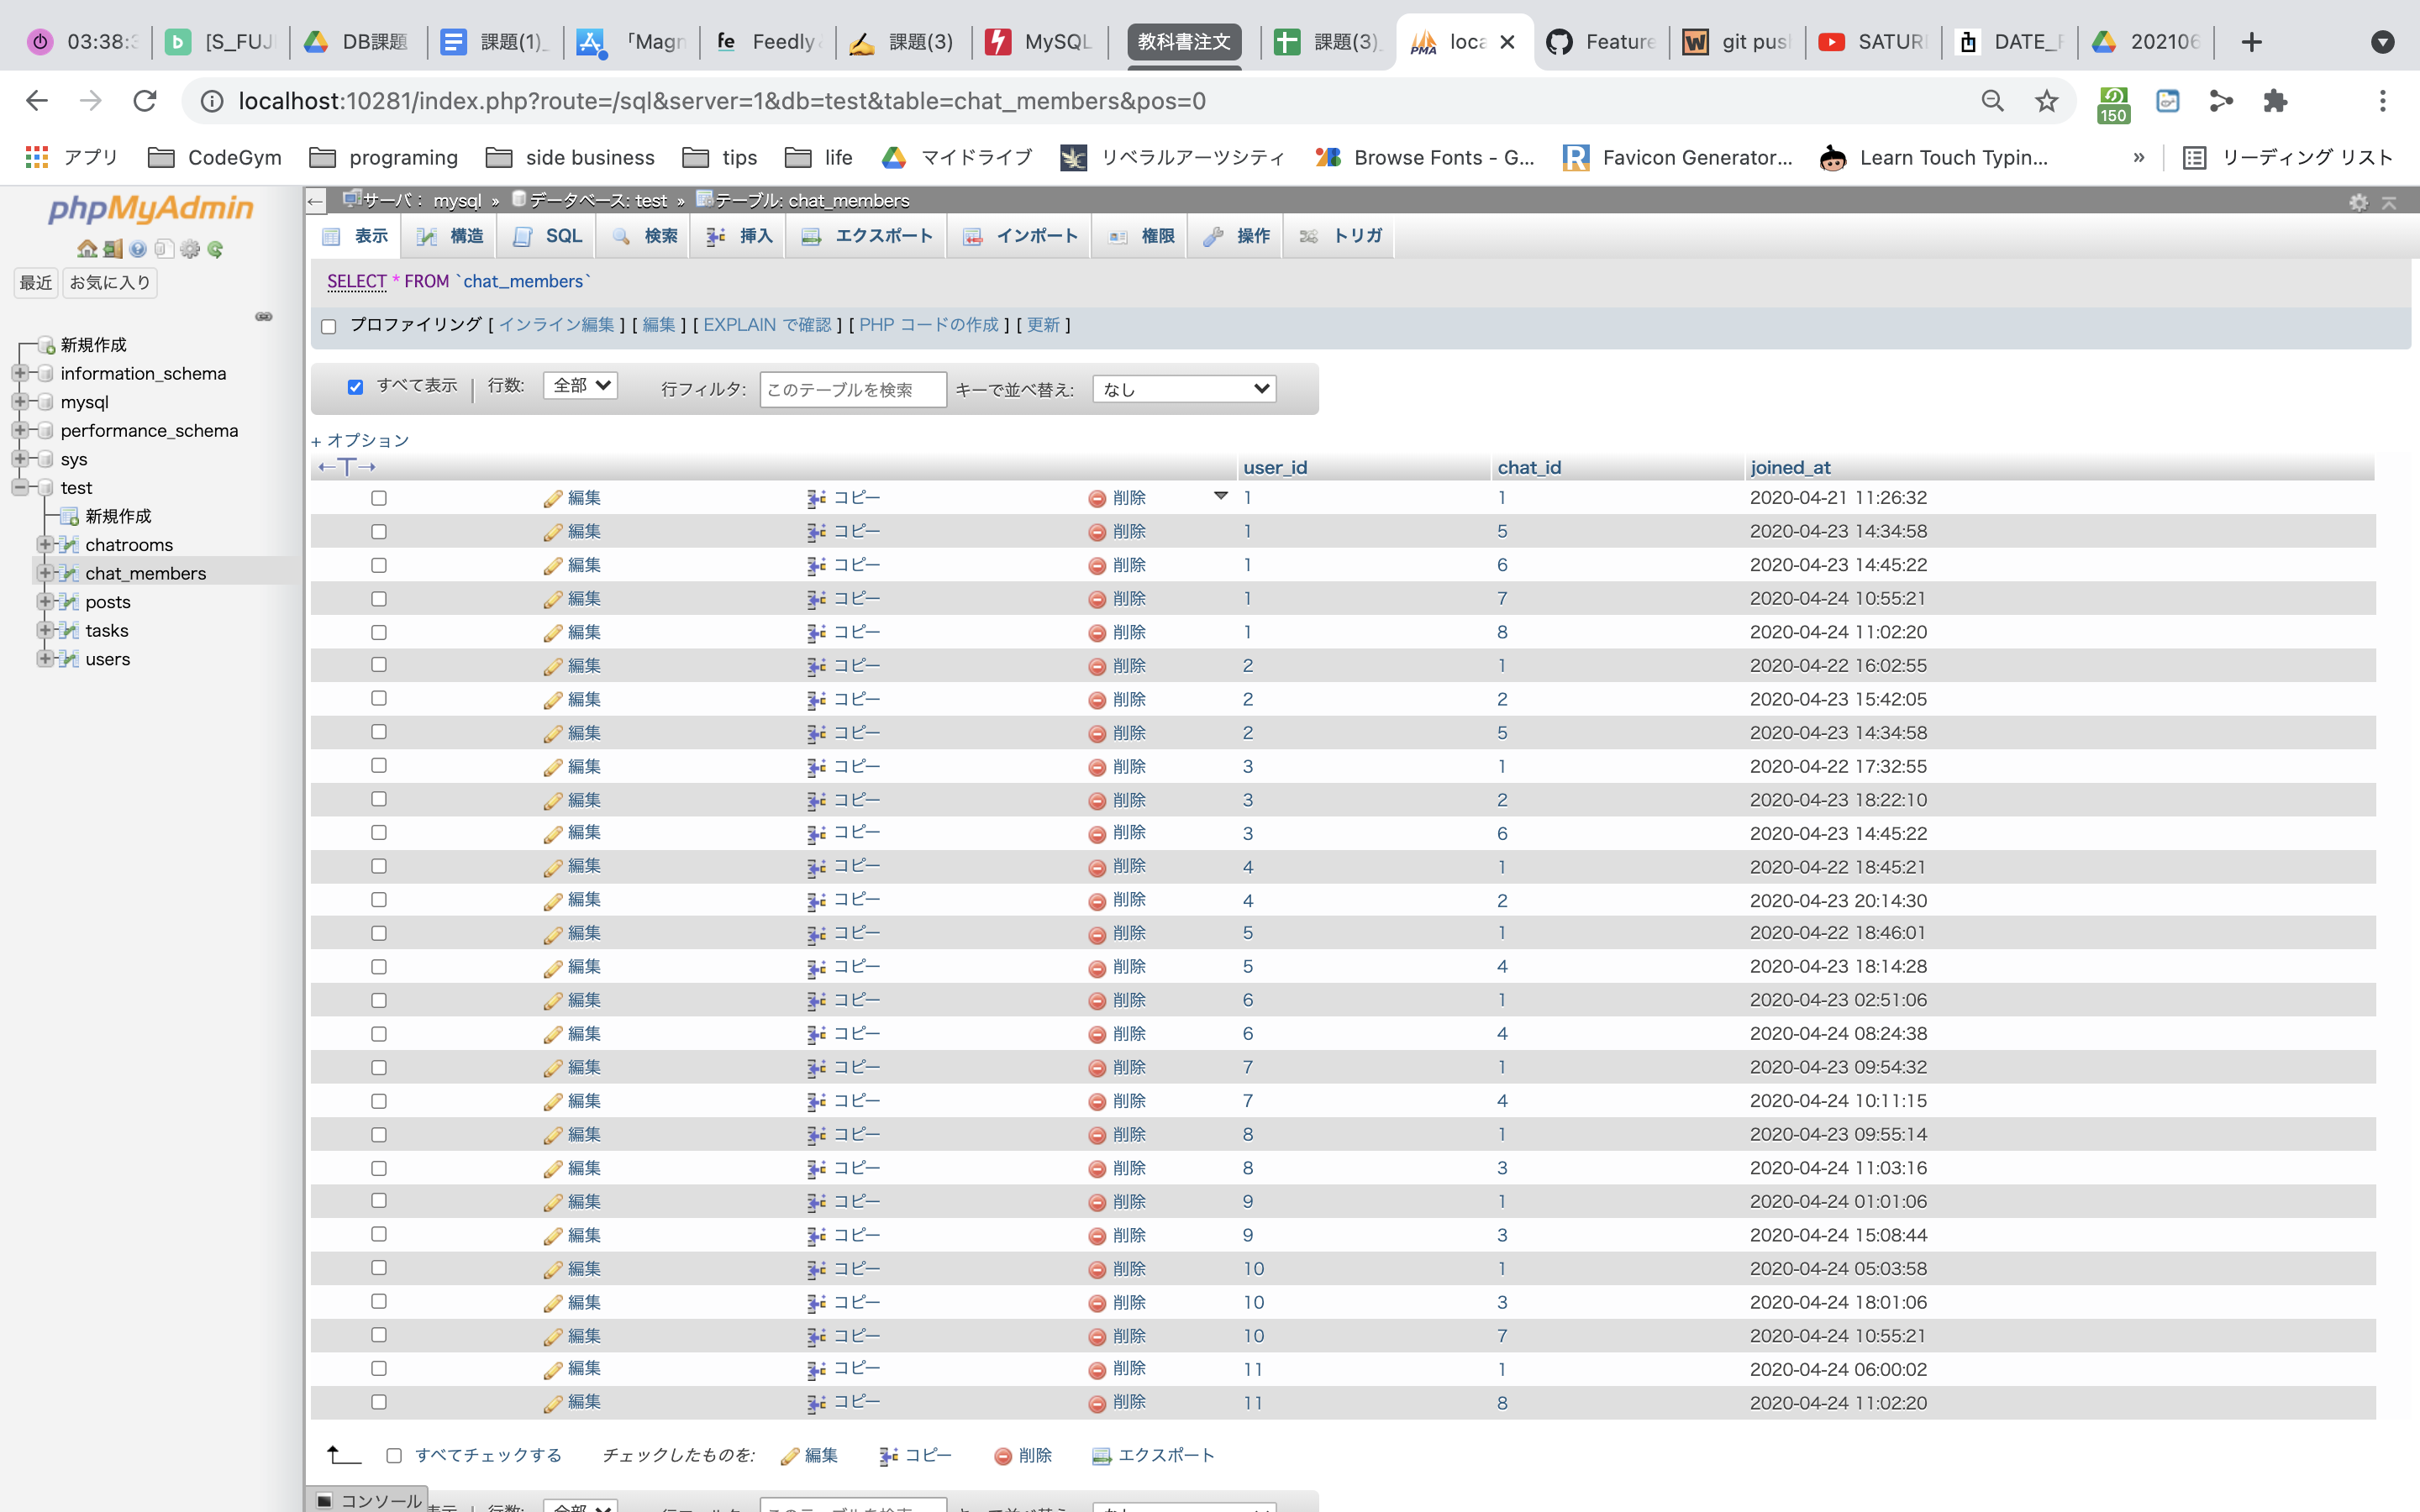 03:38:3 [S_FUJ DB課題 課題(1)_ 「Magn fe Feedly 課題(3) MySQL 教科書注文 課題(3)_ PMA loca Feature W git pus SATUR DATE_F 202106
localhost:10281/index.php?route=/sql&server=1&db=test&table=chat_members&pos=0 150
アプリ CodeGym programing side business tips life マイドライブ リベラルアーツシティ Browse Fonts - G... R Favicon Generator... Learn Touch Typin... » リーディング リスト
phpMyAdmin
最近 お気に入り
新規作成
information_schema
mysql
performance_schema
sys
test
新規作成
chatrooms
chat_members
posts
tasks
users
サーバ: mysql » データベース: test » テーブル: chat_members
表示 構造 SQL 検索 挿入 エクスポート インポート 権限 操作 トリガ
SELECT * FROM `chat_members`
プロファイリング [ インライン編集 ] [ 編集 ] [ EXPLAIN で確認 ] [ PHP コードの作成 ] [ 更新 ]
すべて表示 行数: 全部 行フィルタ: このテーブルを検索 キーで並べ替え: なし
+ オプション
←T→ user_id chat_id joined_at
編集 コピー 削除 1 1 2020-04-21 11:26:32
編集 コピー 削除 1 5 2020-04-23 14:34:58
編集 コピー 削除 1 6 2020-04-23 14:45:22
編集 コピー 削除 1 7 2020-04-24 10:55:21
編集 コピー 削除 1 8 2020-04-24 11:02:20
編集 コピー 削除 2 1 2020-04-22 16:02:55
編集 コピー 削除 2 2 2020-04-23 15:42:05
編集 コピー 削除 2 5 2020-04-23 14:34:58
編集 コピー 削除 3 1 2020-04-22 17:32:55
編集 コピー 削除 3 2 2020-04-23 18:22:10
編集 コピー 削除 3 6 2020-04-23 14:45:22
編集 コピー 削除 4 1 2020-04-22 18:45:21
編集 コピー 削除 4 2 2020-04-23 20:14:30
編集 コピー 削除 5 1 2020-04-22 18:46:01
編集 コピー 削除 5 4 2020-04-23 18:14:28
編集 コピー 削除 6 1 2020-04-23 02:51:06
編集 コピー 削除 6 4 2020-04-24 08:24:38
編集 コピー 削除 7 1 2020-04-23 09:54:32
編集 コピー 削除 7 4 2020-04-24 10:11:15
編集 コピー 削除 8 1 2020-04-23 09:55:14
編集 コピー 削除 8 3 2020-04-24 11:03:16
編集 コピー 削除 9 1 2020-04-24 01:01:06
編集 コピー 削除 9 3 2020-04-24 15:08:44
編集 コピー 削除 10 1 2020-04-24 05:03:58
編集 コピー 削除 10 3 2020-04-24 18:01:06
編集 コピー 削除 10 7 2020-04-24 10:55:21
編集 コピー 削除 11 1 2020-04-24 06:00:02
編集 コピー 削除 11 8 2020-04-24 11:02:20
すべてチェックする チェックしたものを: 編集 コピー 削除 エクスポート
コンソール